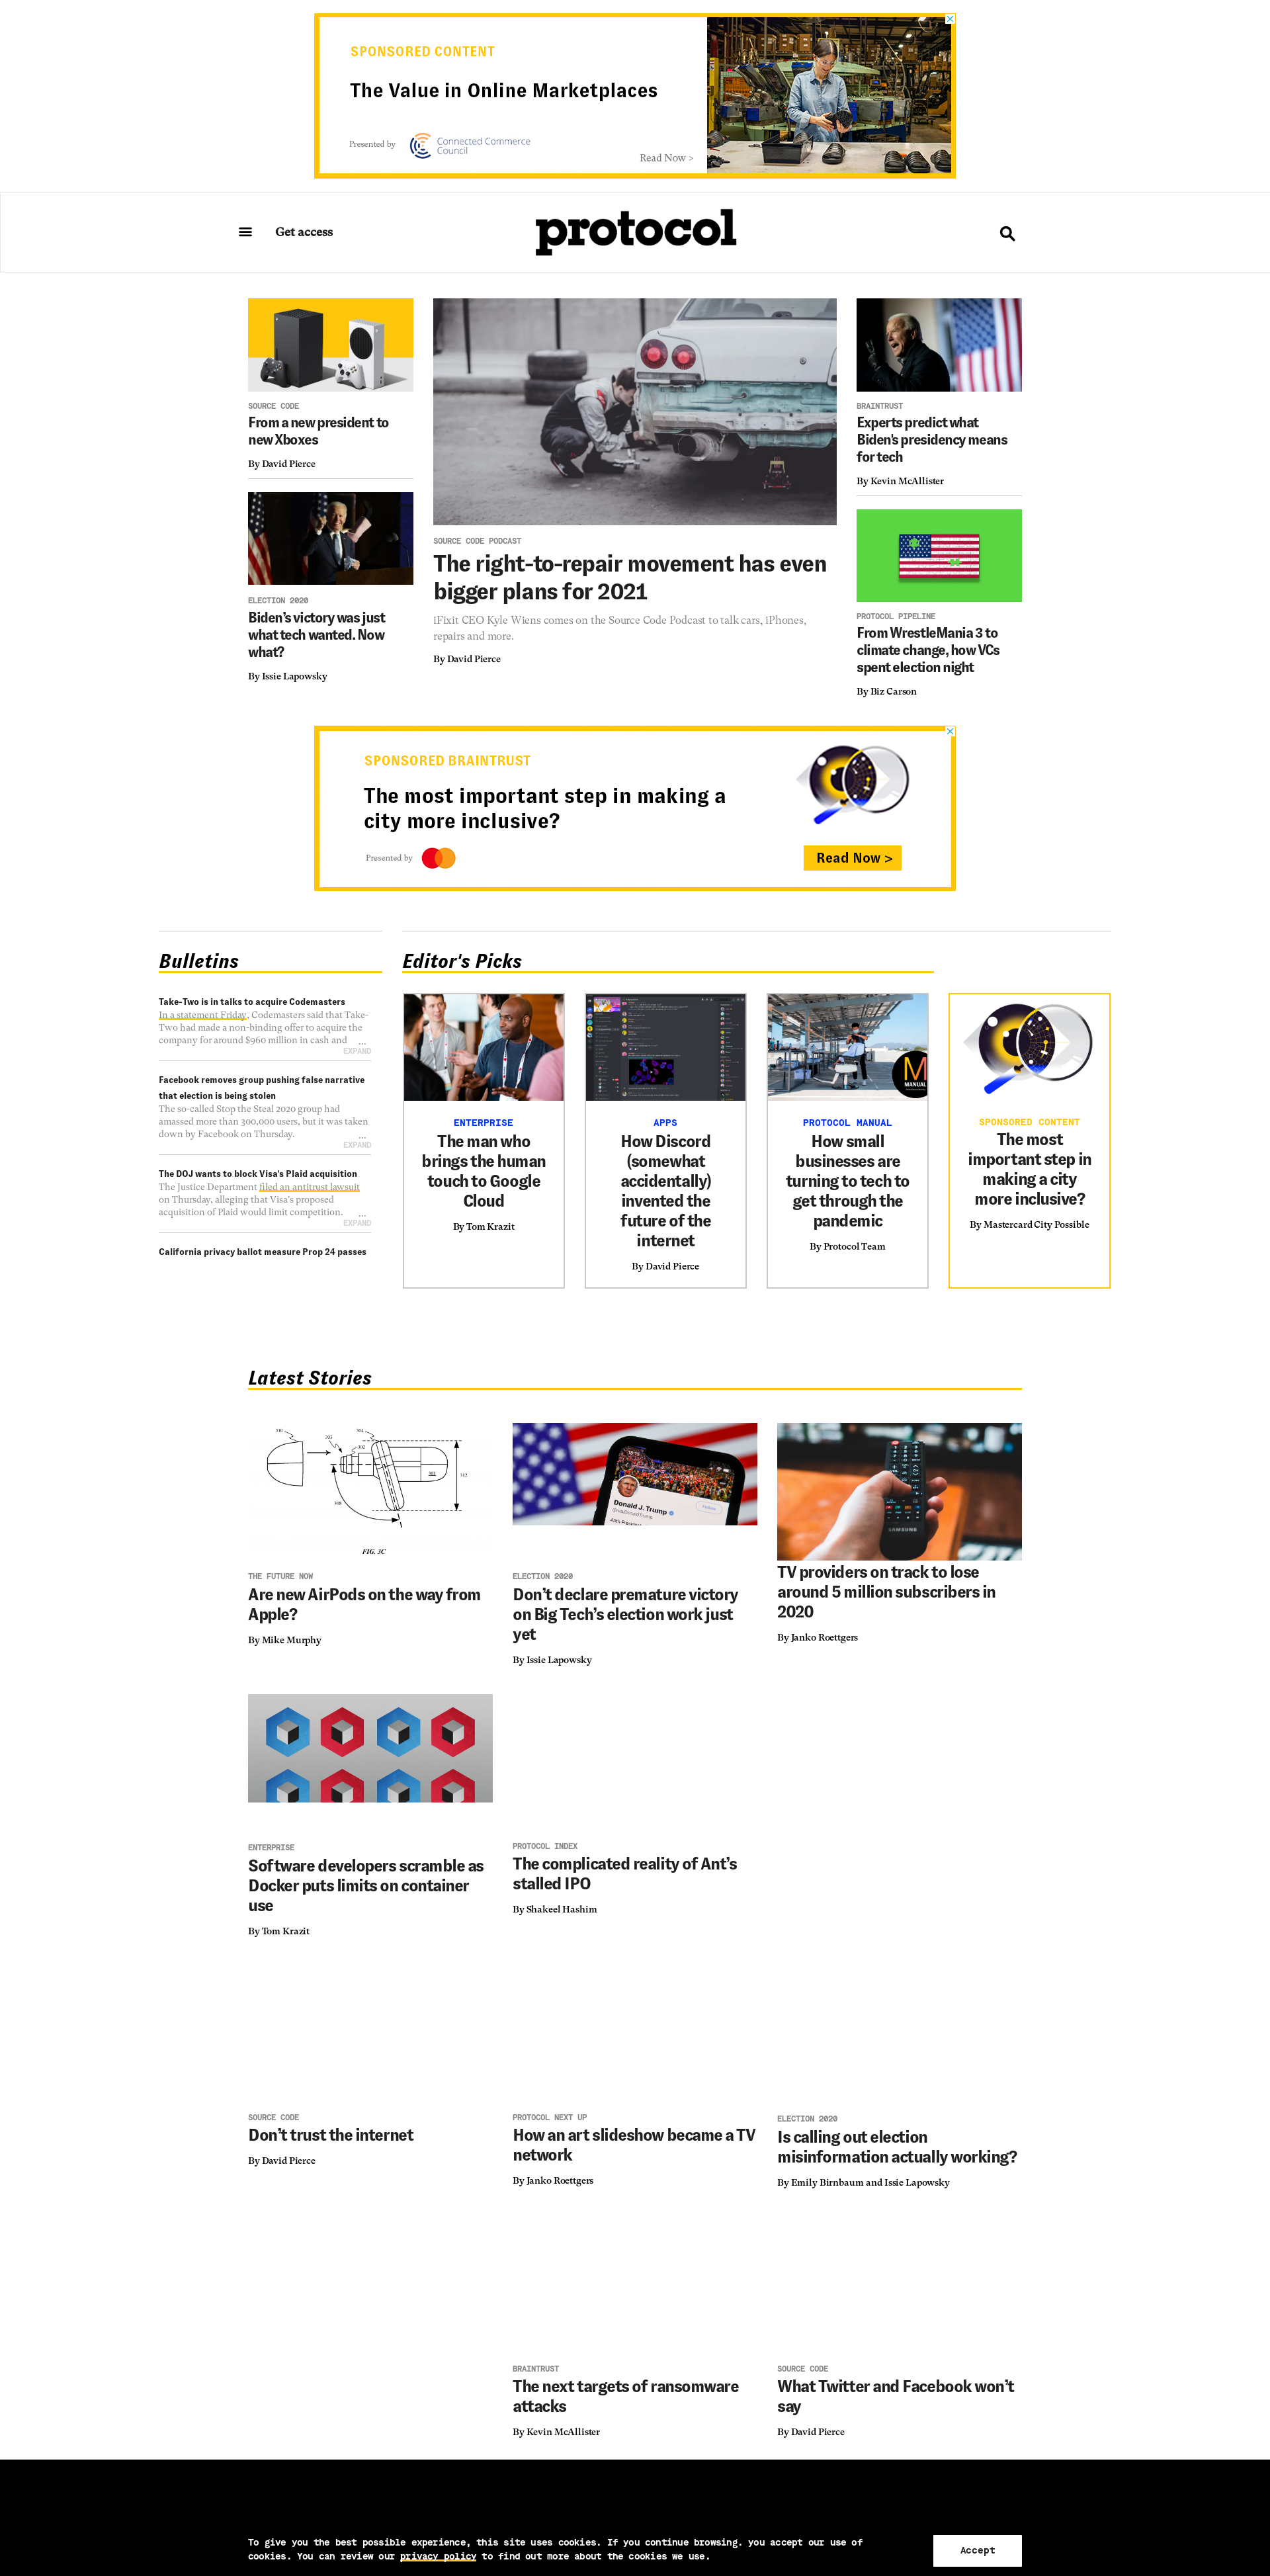 SPONSORED CONTENT
The Value in Online Marketplaces
Presented by
Connected Commerce
Council
Read Now >
Get access
protocol
SOURCE CODE
From a new president to
new Xboxes
By David Pierce
ELECTION 2020
Biden's victory was just
what tech wanted. Now
what?
By Issie Lapowsky
SOURCE CODE PODCAST
The right-to-repair movement has even
bigger plans for 2021
iFixit CEO Kyle Wiens comes on the Source Code Podcast to talk cars, iPhones,
repairs and more.
By David Pierce
BRAINTRUST
Experts predict what
Biden's presidency means
for tech
By Kevin McAllister
PROTOCOL PIPELINE
From WrestleMania 3 to
climate change, how VCs
spent election night
By Biz Carson
SPONSORED BRAINTRUST
The most important step in making a
city more inclusive?
Presented by
Read Now >
Bulletins
Take-Two is in talks to acquire Codemasters
In a statement Friday, Codemasters said that Take-
Two had made a non-binding offer to acquire the
company for around $960 million in cash and ...
EXPAND
Facebook removes group pushing false narrative
that election is being stolen
The so-called Stop the Steal 2020 group had
amassed more than 300,000 users, but it was taken
down by Facebook on Thursday. ...
EXPAND
The DOJ wants to block Visa's Plaid acquisition
The Justice Department filed an antitrust lawsuit
on Thursday, alleging that Visa's proposed
acquisition of Plaid would limit competition. ...
EXPAND
California privacy ballot measure Prop 24 passes
Editor's Picks
ENTERPRISE
The man who
brings the human
touch to Google
Cloud
By Tom Krazit
APPS
How Discord
(somewhat
accidentally)
invented the
future of the
internet
By David Pierce
M
MANUAL
PROTOCOL MANUAL
How small
businesses are
turning to tech to
get through the
pandemic
By Protocol Team
SPONSORED CONTENT
The most
important step in
making a city
more inclusive?
By Mastercard City Possible
Latest Stories
FIG. 3C
THE FUTURE NOW
Are new AirPods on the way from
Apple?
By Mike Murphy
Donald J. Trump
Follow
ELECTION 2020
Don't declare premature victory
on Big Tech's election work just
yet
By Issie Lapowsky
SAMSUNG
TV providers on track to lose
around 5 million subscribers in
2020
By Janko Roettgers
ENTERPRISE
Software developers scramble as
Docker puts limits on container
use
By Tom Krazit
PROTOCOL INDEX
The complicated reality of Ant's
stalled IPO
By Shakeel Hashim
SOURCE CODE
Don't trust the internet
By David Pierce
PROTOCOL NEXT UP
How an art slideshow became a TV
network
By Janko Roettgers
ELECTION 2020
Is calling out election
misinformation actually working?
By Emily Birnbaum and Issie Lapowsky
BRAINTRUST
The next targets of ransomware
attacks
By Kevin McAllister
SOURCE CODE
What Twitter and Facebook won't
say
By David Pierce
To give you the best possible experience, this site uses cookies. If you continue browsing. you accept our use of
cookies. You can review our privacy policy to find out more about the cookies we use.
Accept